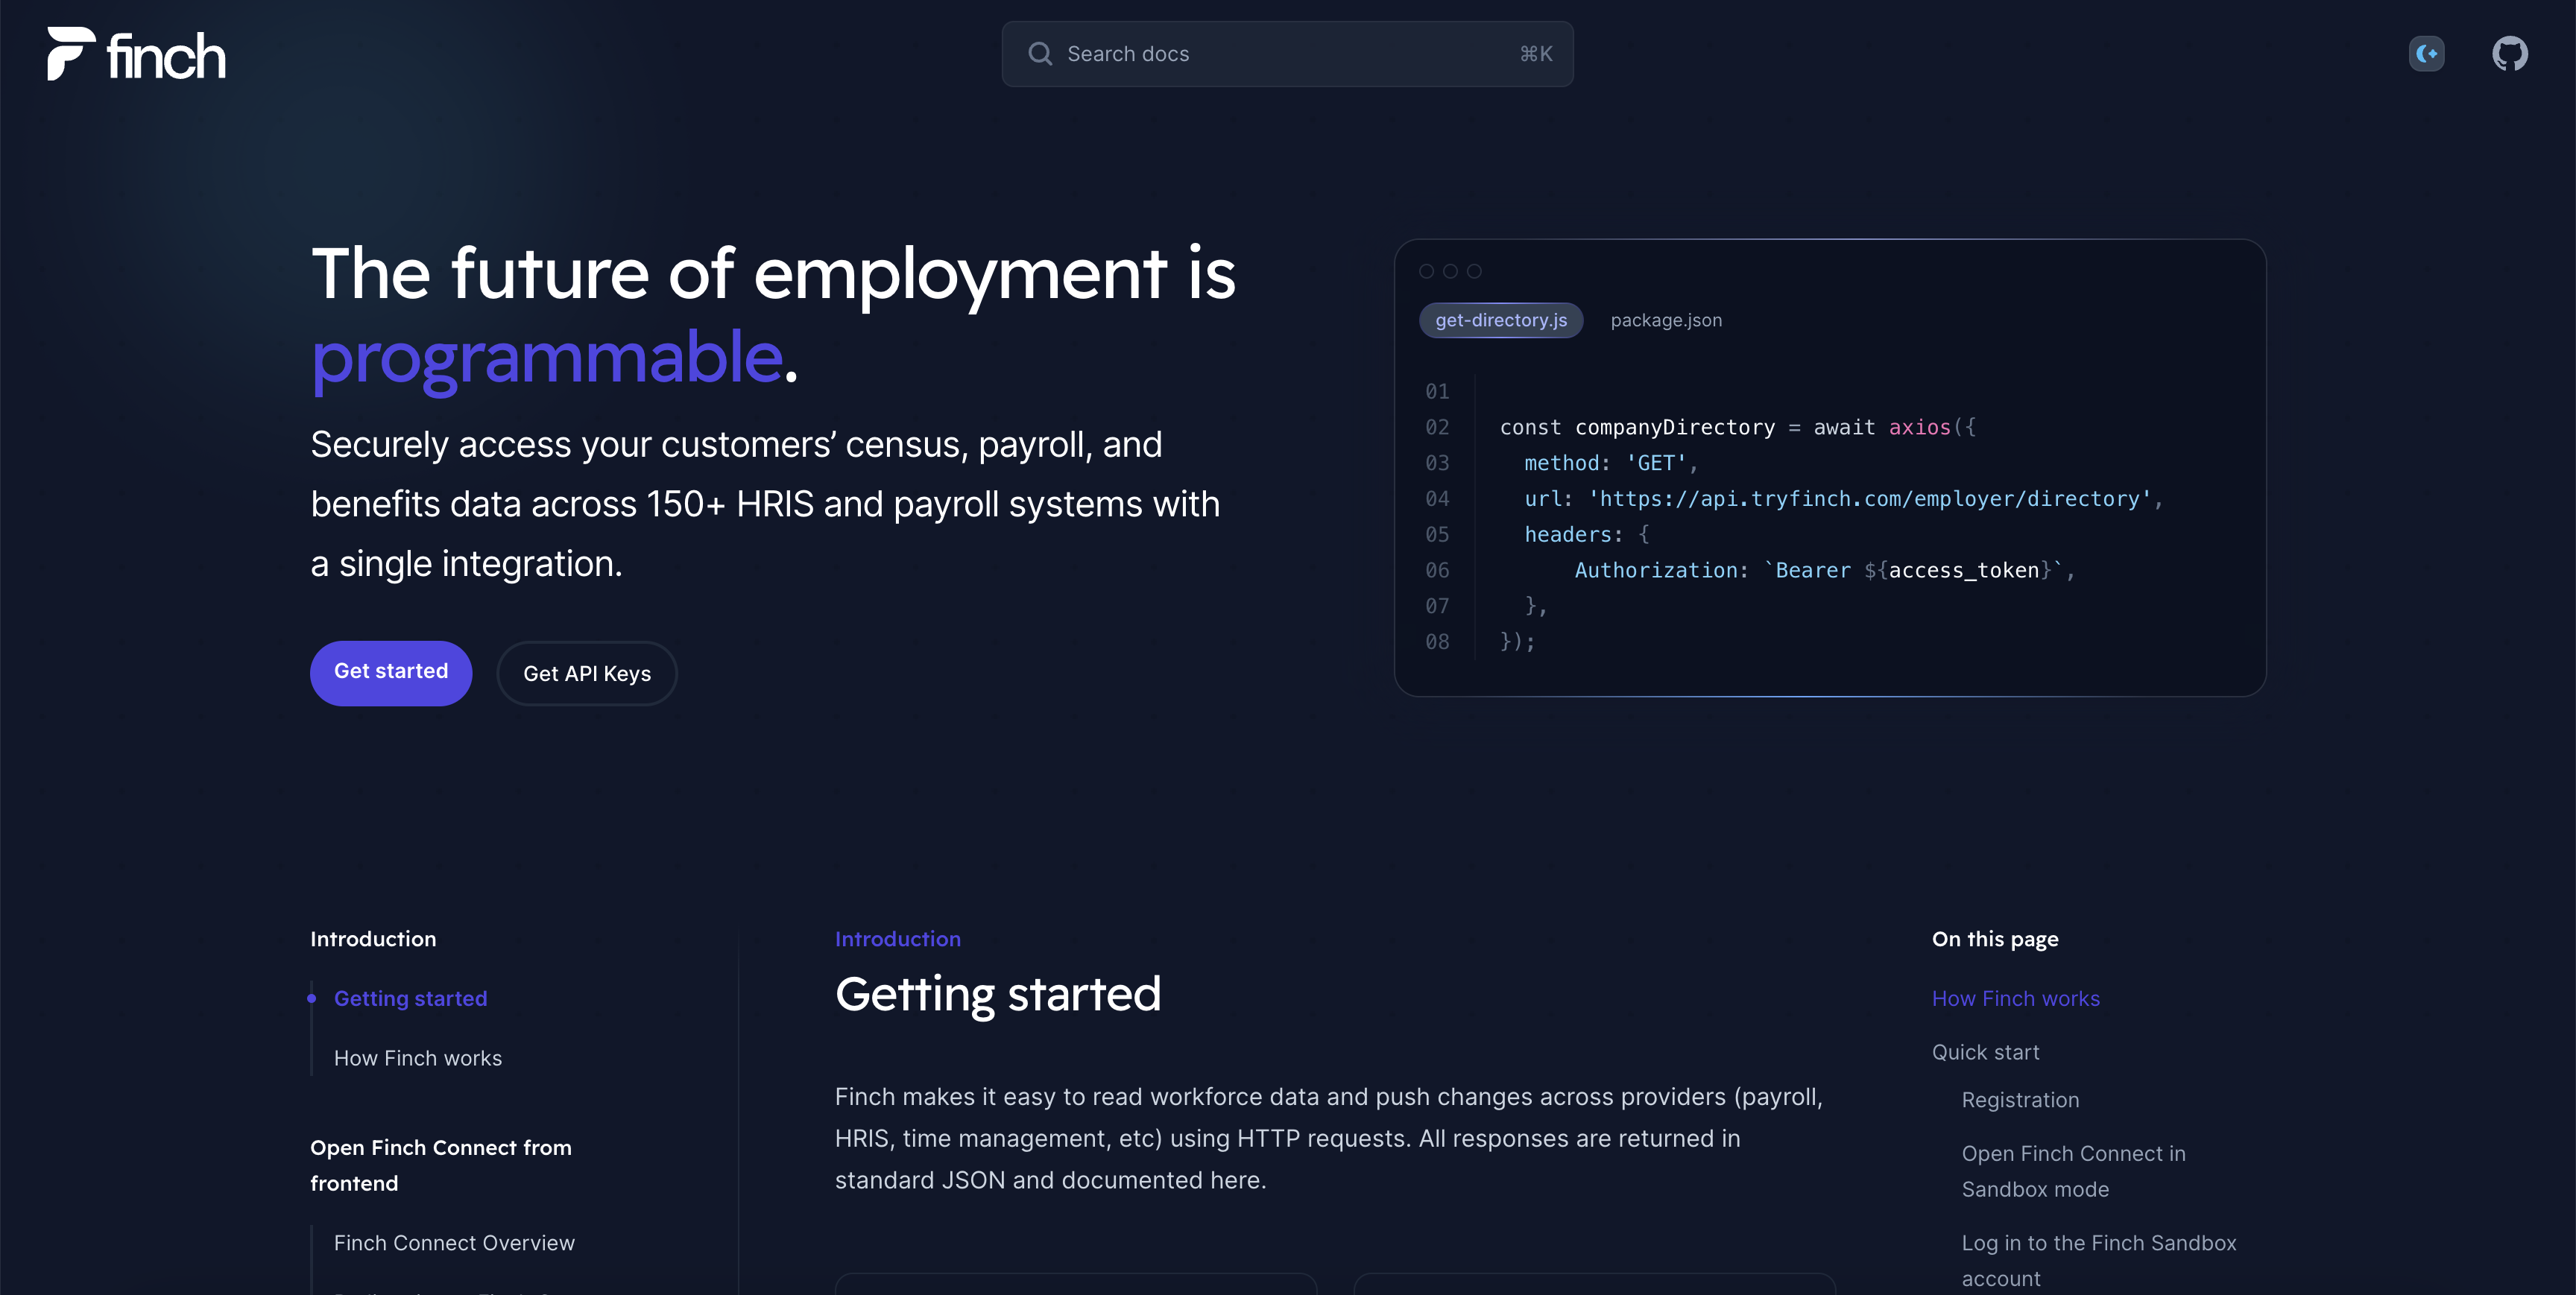 finch
Search docs
⌘K
The future of employment is
programmable.
Securely access your customers’ census, payroll, and
benefits data across 150+ HRIS and payroll systems with
a single integration.
Get started
Get API Keys
get-directory.js
package.json
01
02 const companyDirectory = await axios({
03 method: 'GET',
04 url: 'https://api.tryfinch.com/employer/directory',
05 headers: {
06 Authorization: `Bearer ${access_token}`,
07 },
08 });
Introduction
Getting started
How Finch works
Open Finch Connect from
frontend
Finch Connect Overview
Introduction
Getting started
Finch makes it easy to read workforce data and push changes across providers (payroll,
HRIS, time management, etc) using HTTP requests. All responses are returned in
standard JSON and documented here.
On this page
How Finch works
Quick start
Registration
Open Finch Connect in
Sandbox mode
Log in to the Finch Sandbox
account